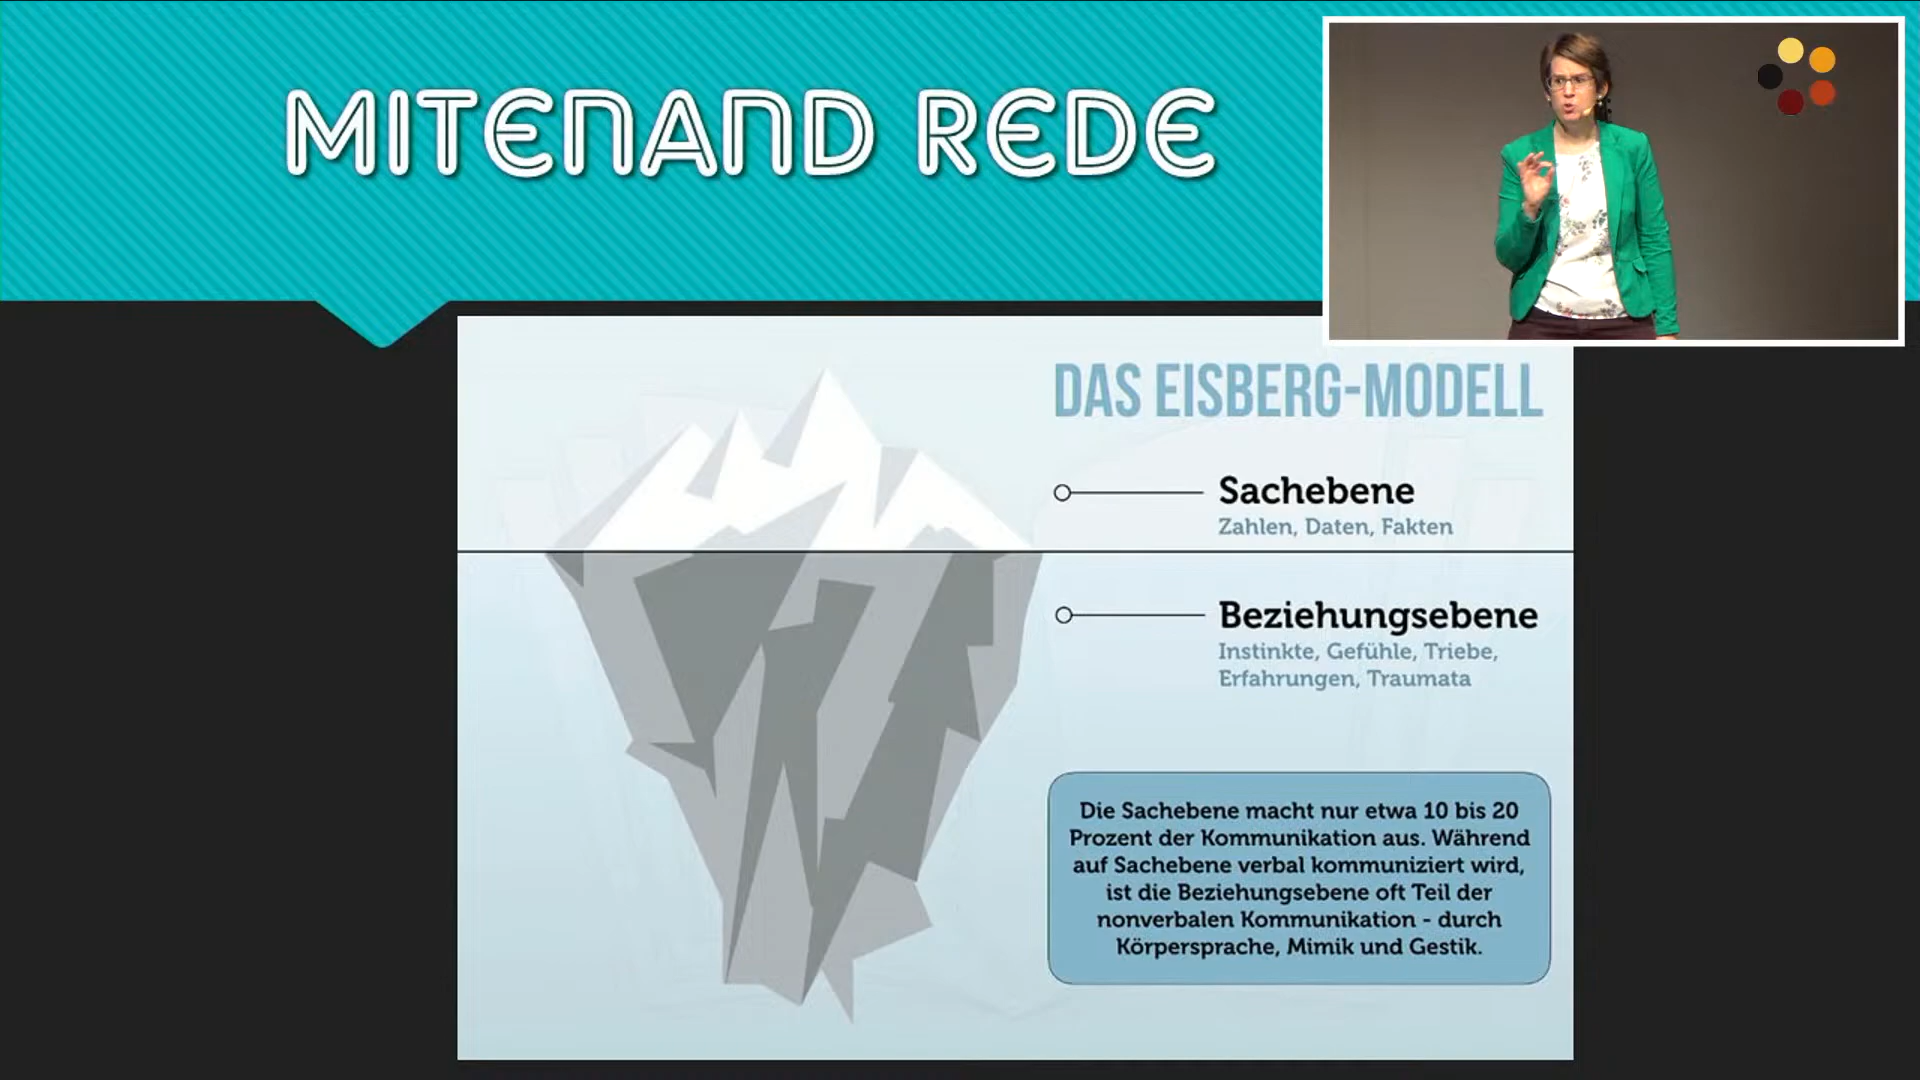 MITENAND REDE
DAS EISBERG-MODELL
Sachebene
Zahlen, Daten, Fakten
Beziehungsebene
Instinkte, Gefühle, Triebe,
Erfahrungen, Traumata
Die Sachebene macht nur etwa 10 bis 20
Prozent der Kommunikation aus. Während
auf Sachebene verbal kommuniziert wird,
ist die Beziehungsebene oft Teil der
nonverbalen Kommunikation - durch
Körpersprache, Mimik und Gestik.